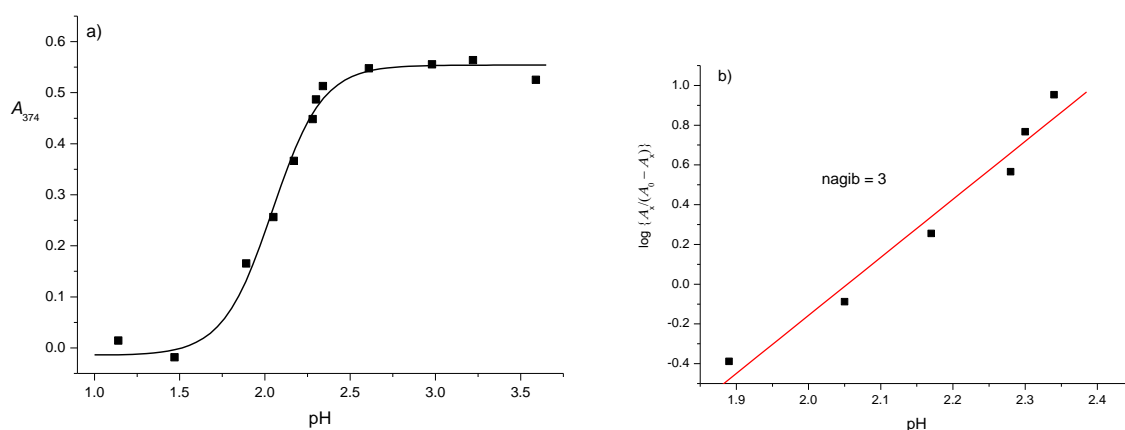 a)
0.6
0.5
0.4
0.3
0.2
0.1
0.0
A₃₇₄
1.0 1.5 2.0 2.5 3.0 3.5
pH
b)
1.0
0.8
0.6
0.4
0.2
0.0
-0.2
-0.4
log {Aₓ/(A₀ − Aₓ)}
nagib = 3
1.9 2.0 2.1 2.2 2.3 2.4
pH